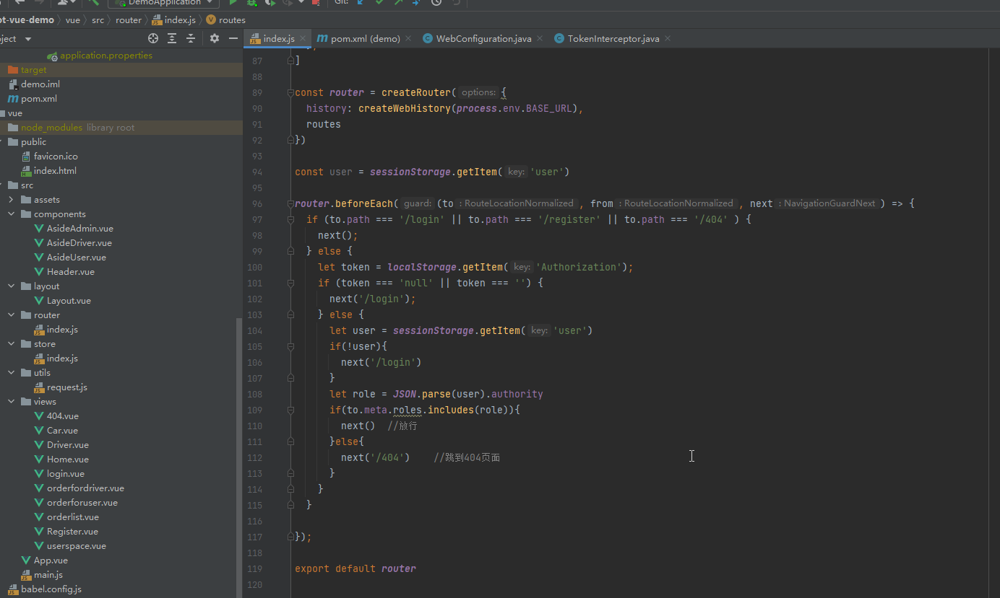 DemoApplication
Git:
ot-vue-demo vue src router index.js routes
ject
index.js pom.xml (demo) WebConfiguration.java TokenInterceptor.java
application.properties
target
demo.iml
pom.xml
vue
node_modules library root
public
favicon.ico
index.html
src
assets
components
AsideAdmin.vue
AsideDriver.vue
AsideUser.vue
Header.vue
layout
Layout.vue
router
index.js
store
index.js
utils
request.js
views
404.vue
Car.vue
Driver.vue
Home.vue
login.vue
orderfordriver.vue
orderforuser.vue
orderlist.vue
Register.vue
userspace.vue
App.vue
main.js
babel.config.js
87 ]
88
89 const router = createRouter( options: {
90 history: createWebHistory(process.env.BASE_URL),
91 routes
92 })
93
94 const user = sessionStorage.getItem( key: 'user')
95
96 router.beforeEach( guard: (to : RouteLocationNormalized , from : RouteLocationNormalized , next : NavigationGuardNext ) => {
97 if (to.path === '/login' || to.path === '/register' || to.path === '/404' ) {
98 next();
99 } else {
100 let token = localStorage.getItem( key: 'Authorization');
101 if (token === 'null' || token === '') {
102 next('/login');
103 } else {
104 let user = sessionStorage.getItem( key: 'user')
105 if(!user){
106 next('/login')
107 }
108 let role = JSON.parse(user).authority
109 if(to.meta.roles.includes(role)){
110 next() //放行
111 }else{
112 next('/404') //跳到404页面
113 }
114 }
115 }
116
117 });
118
119 export default router
120